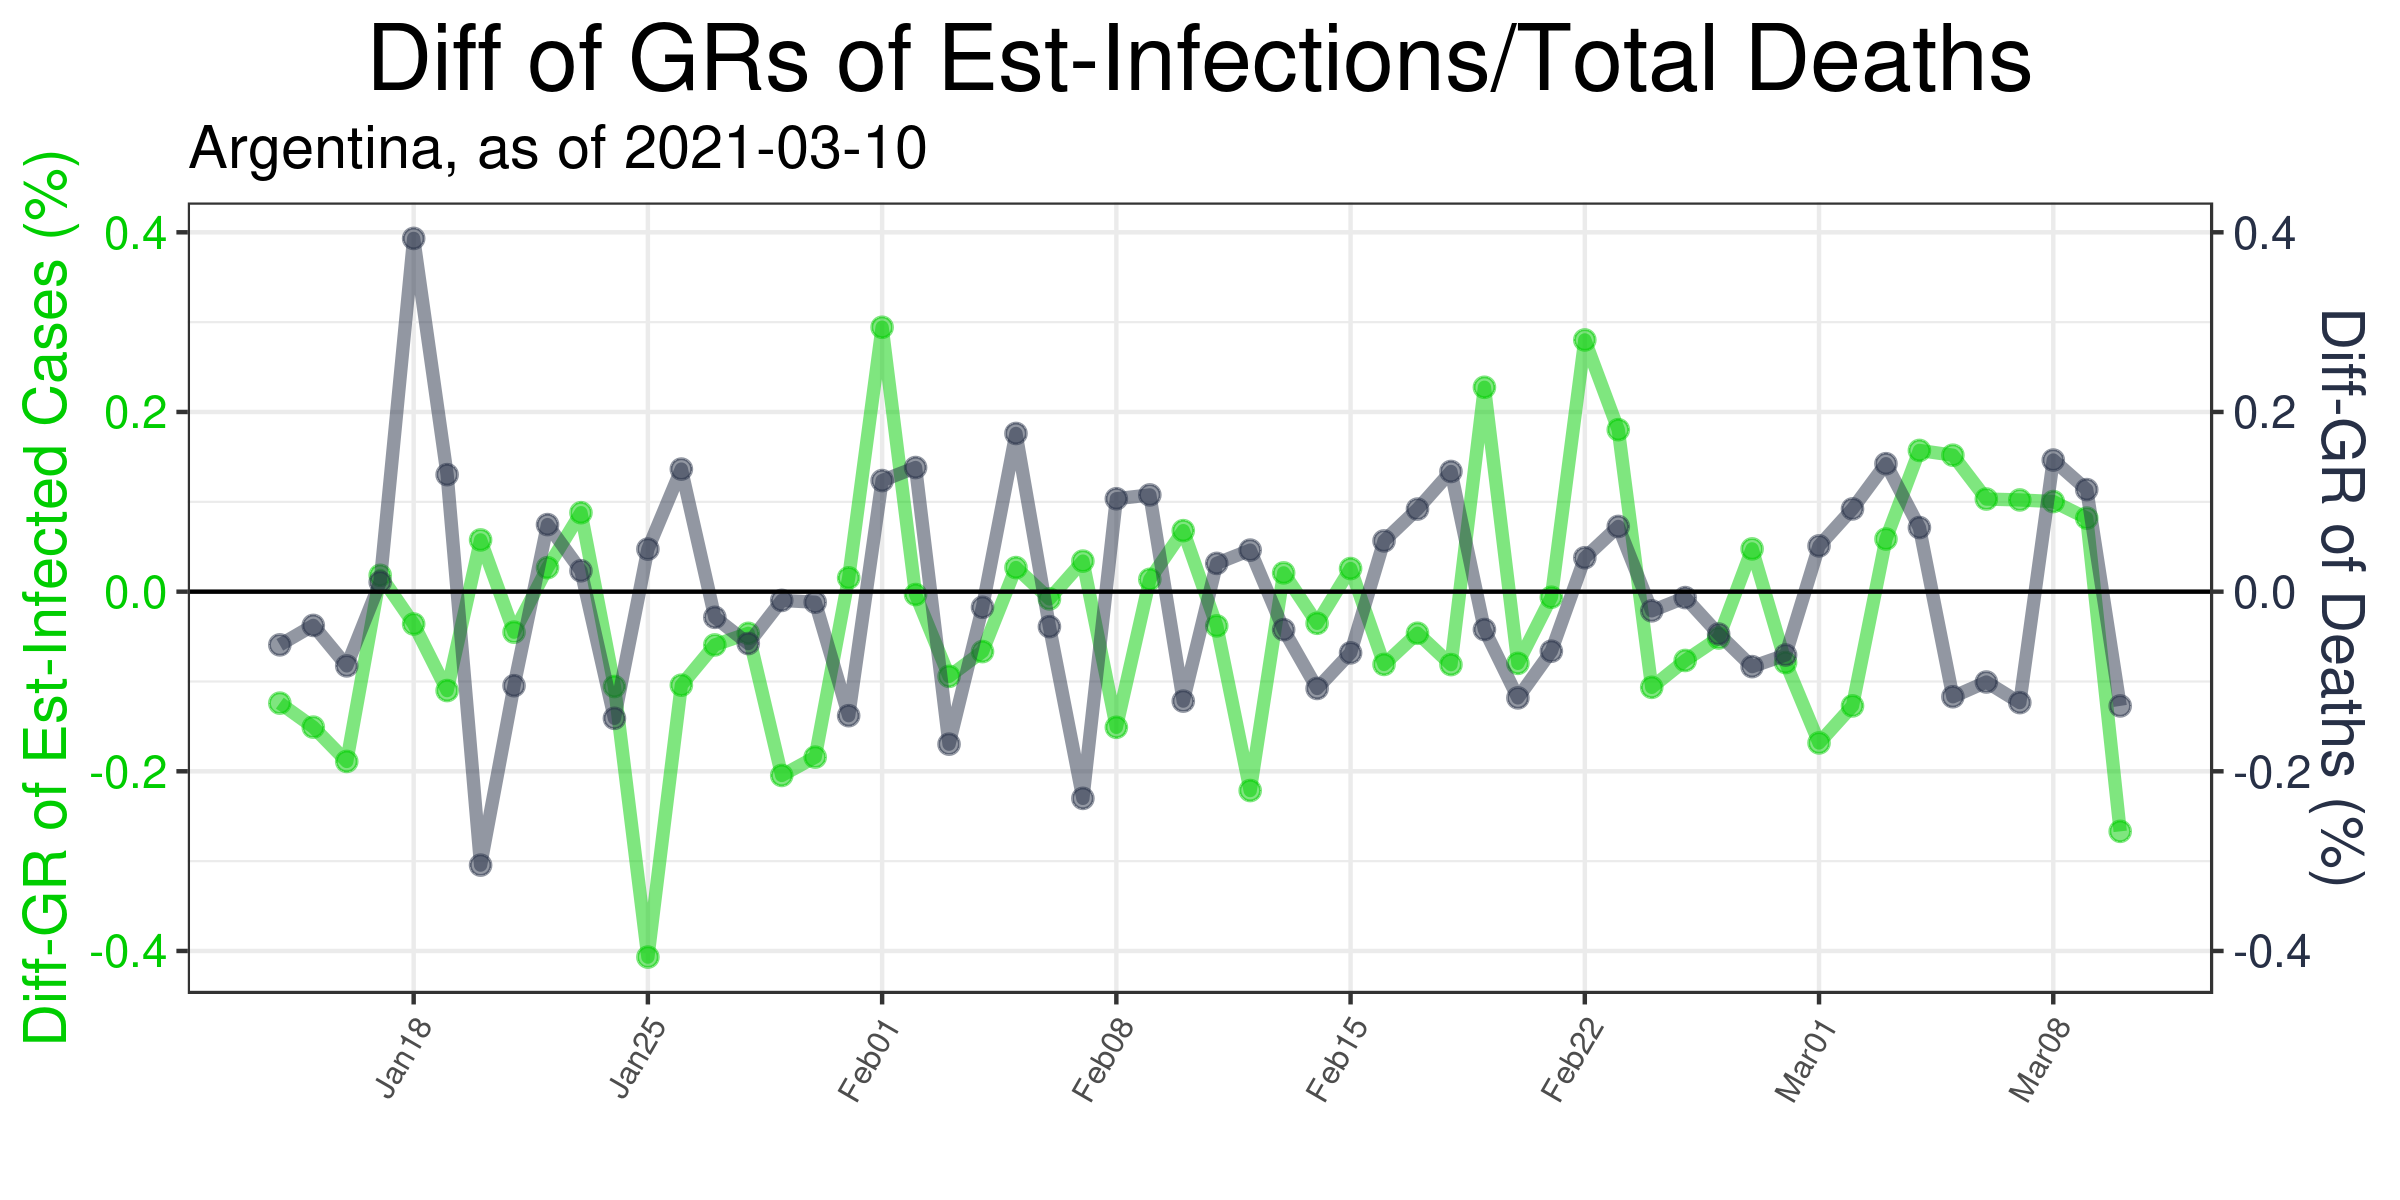 Diff of GRs of Est-Infections/Total Deaths
Argentina, as of 2021-03-10
Diff-GR of Est-Infected Cases (%)
0.4
0.2
0.0
-0.2
-0.4
0.4
0.2
0.0
-0.2
-0.4
Diff-GR of Deaths (%)
Jan18
Jan25
Feb01
Feb08
Feb15
Feb22
Mar01
Mar08